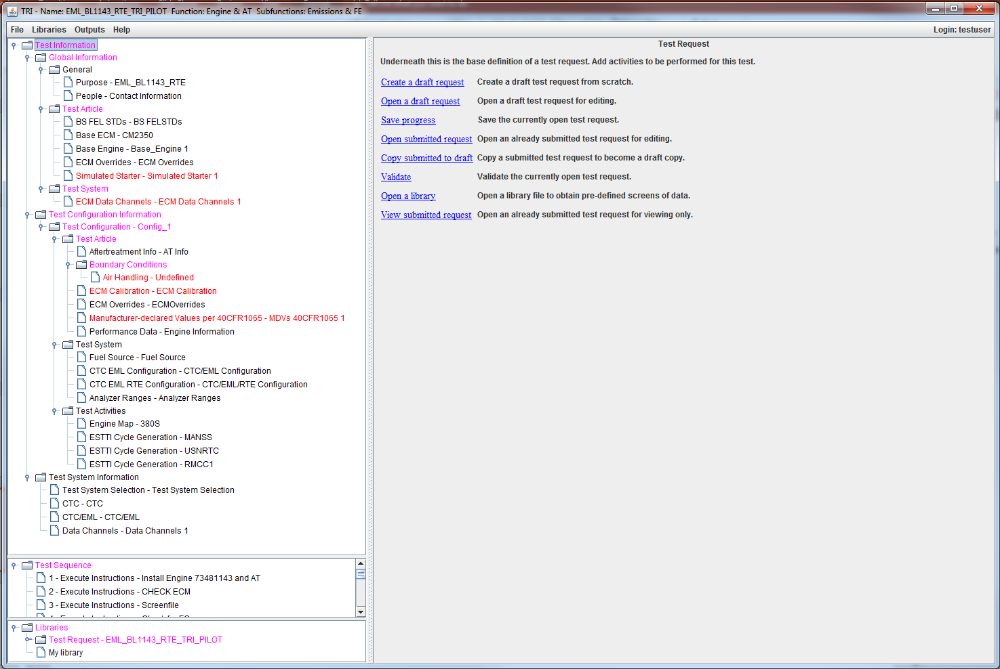 TRI - Name: EML_BL1143_RTE_TRI_PILOT  Function: Engine & AT  Subfunctions: Emissions & FE
File Libraries Outputs Help Login: testuser
Test Information
Global Information
General
Purpose - EML_BL1143_RTE
People - Contact Information
Test Article
BS FEL STDs - BS FELSTDs
Base ECM - CM2350
Base Engine - Base_Engine 1
ECM Overrides - ECM Overrides
Simulated Starter - Simulated Starter 1
Test System
ECM Data Channels - ECM Data Channels 1
Test Configuration Information
Test Configuration - Config_1
Test Article
Aftertreatment Info - AT Info
Boundary Conditions
Air Handling - Undefined
ECM Calibration - ECM Calibration
ECM Overrides - ECMOverrides
Manufacturer-declared Values per 40CFR1065 - MDVs 40CFR1065 1
Performance Data - Engine Information
Test System
Fuel Source - Fuel Source
CTC EML Configuration - CTC/EML Configuration
CTC EML RTE Configuration - CTC/EML/RTE Configuration
Analyzer Ranges - Analyzer Ranges
Test Activities
Engine Map - 380S
ESTTI Cycle Generation - MANSS
ESTTI Cycle Generation - USNRTC
ESTTI Cycle Generation - RMCC1
Test System Information
Test System Selection - Test System Selection
CTC - CTC
CTC/EML - CTC/EML
Data Channels - Data Channels 1
Test Sequence
1 - Execute Instructions - Install Engine 73481143 and AT
2 - Execute Instructions - CHECK ECM
3 - Execute Instructions - Screenfile
Libraries
Test Request - EML_BL1143_RTE_TRI_PILOT
My library
Test Request
Underneath this is the base definition of a test request. Add activities to be performed for this test.
Create a draft request Create a draft test request from scratch.
Open a draft request Open a draft test request for editing.
Save progress Save the currently open test request.
Open submitted request Open an already submitted test request for editing.
Copy submitted to draft Copy a submitted test request to become a draft copy.
Validate Validate the currently open test request.
Open a library Open a library file to obtain pre-defined screens of data.
View submitted request Open an already submitted test request for viewing only.